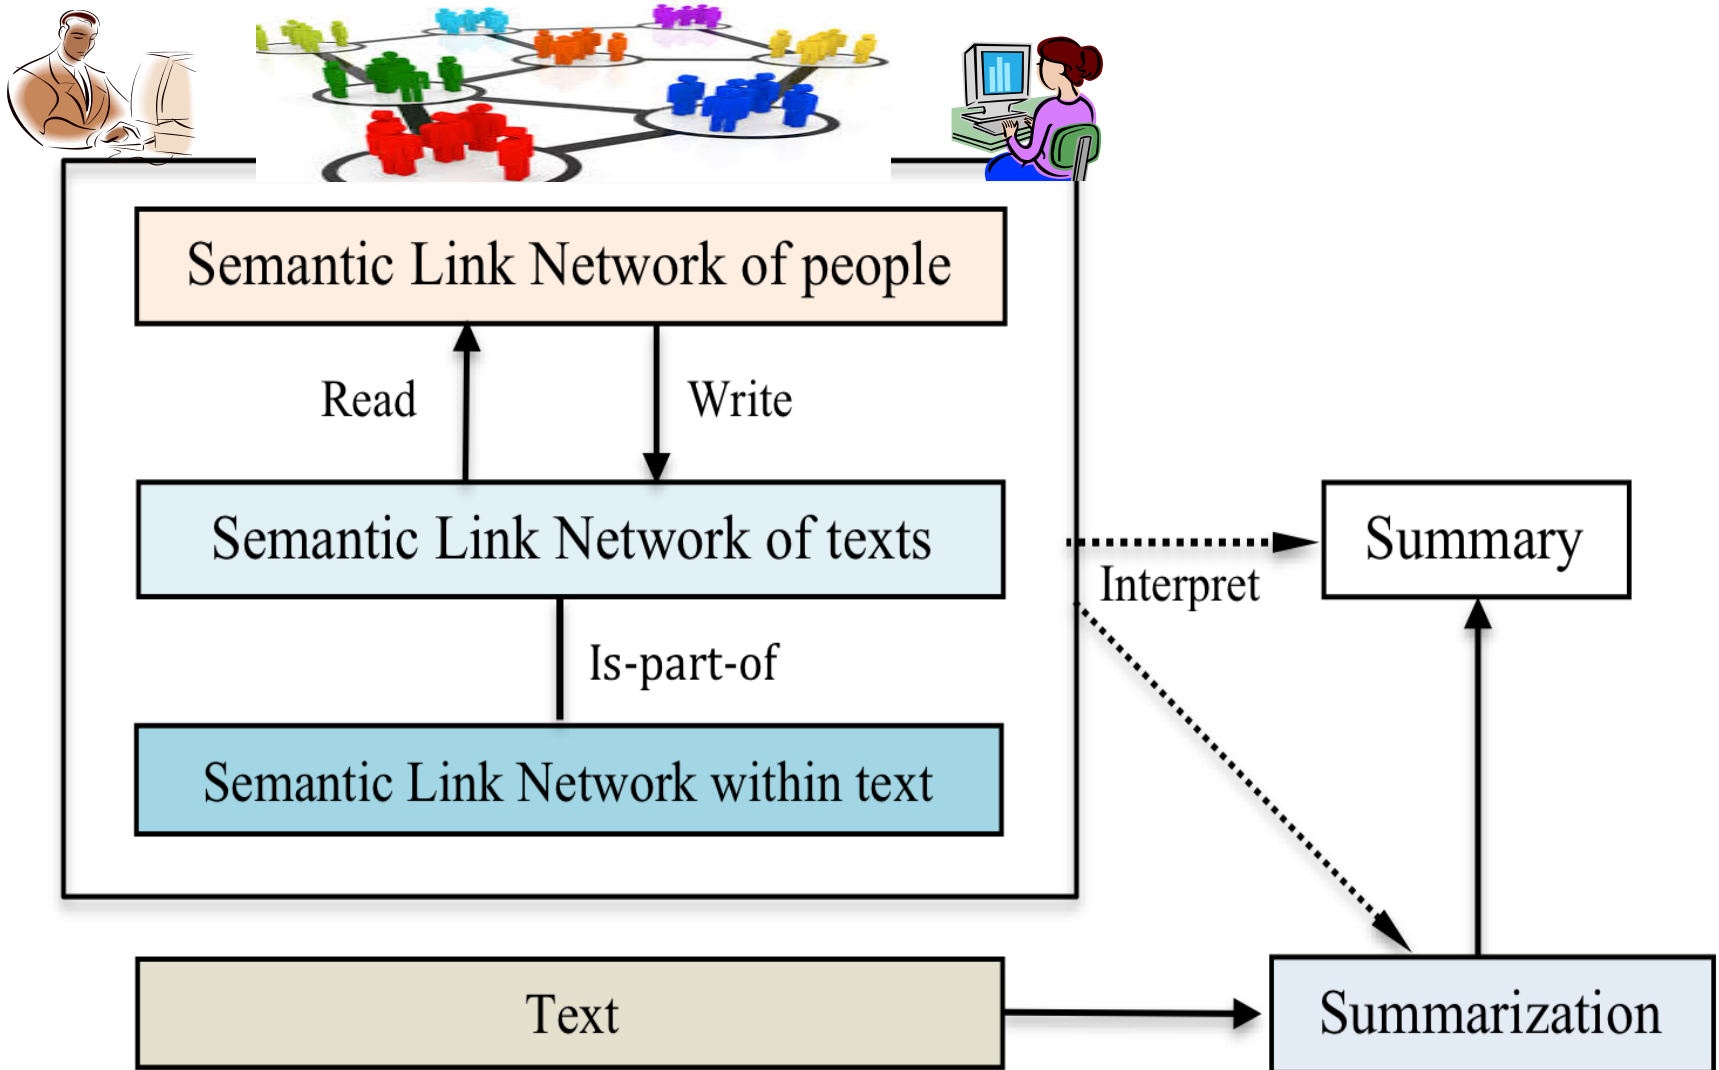 Semantic Link Network of people
Read
Write
Semantic Link Network of texts
Summary
Interpret
Is-part-of
Semantic Link Network within text
Text
Summarization